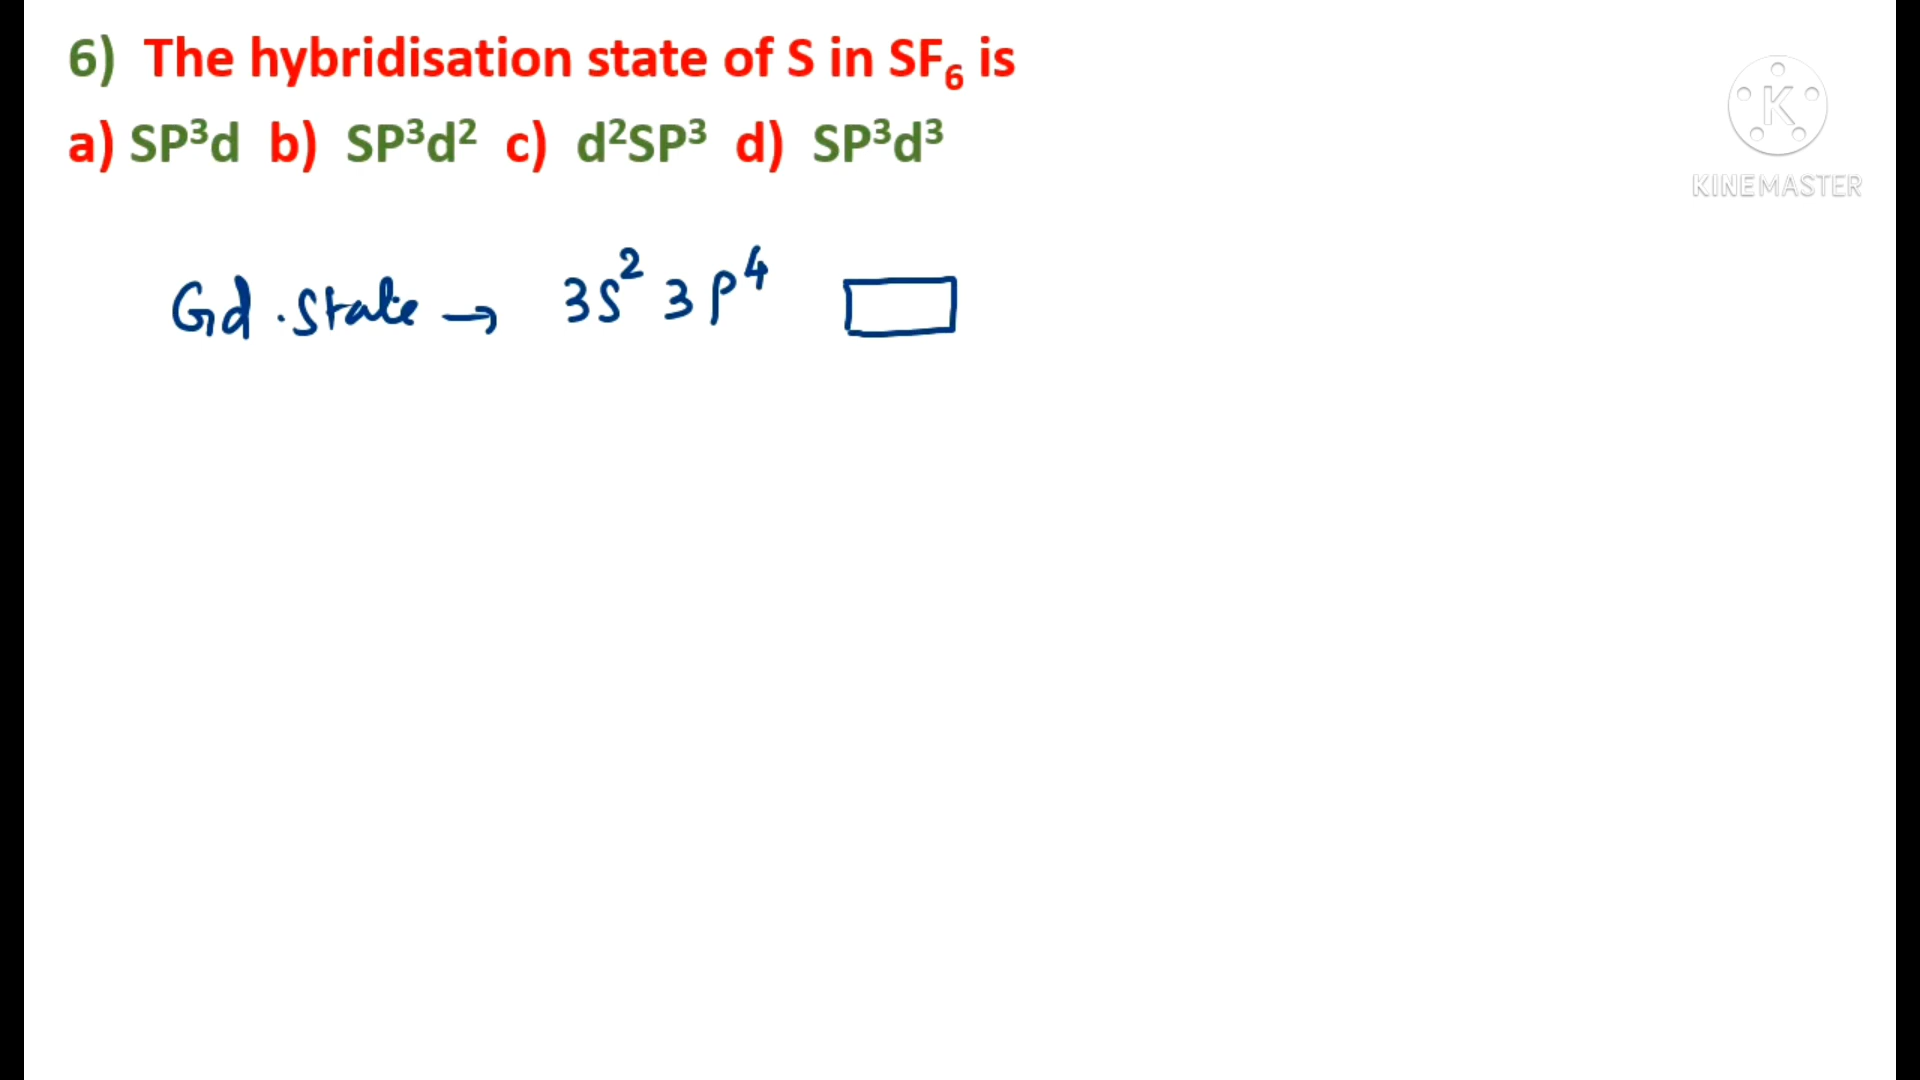 6) The hybridisation state of S in SF₆ is
a) SP³d b) SP³d² c) d²SP³ d) SP³d³
Gd. State → 3s² 3p⁴
K
KINEMASTER